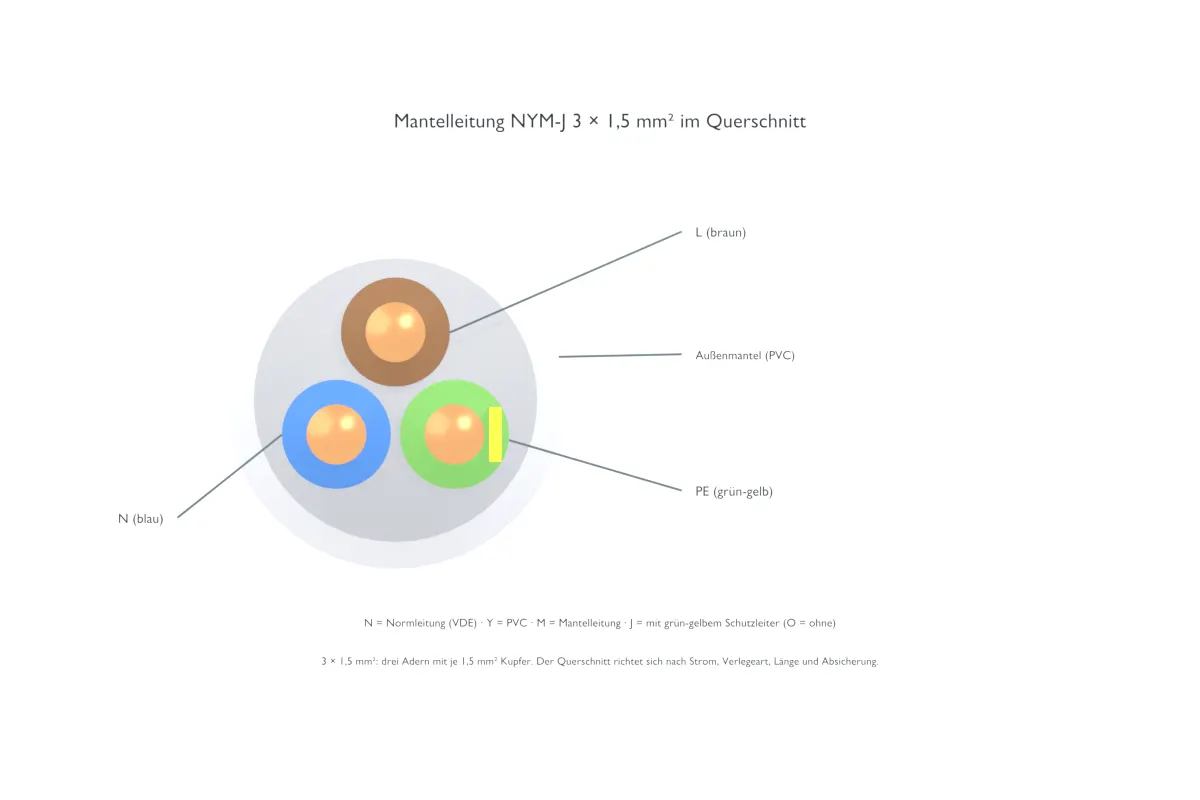 Mantelleitung NYM-J 3 × 1,5 mm² im Querschnitt
L (braun)
Außenmantel (PVC)
PE (grün-gelb)
N (blau)
N = Normleitung (VDE) · Y = PVC · M = Mantelleitung · J = mit grün-gelbem Schutzleiter (O = ohne)
3 × 1,5 mm²: drei Adern mit je 1,5 mm² Kupfer. Der Querschnitt richtet sich nach Strom, Verlegeart, Länge und Absicherung.